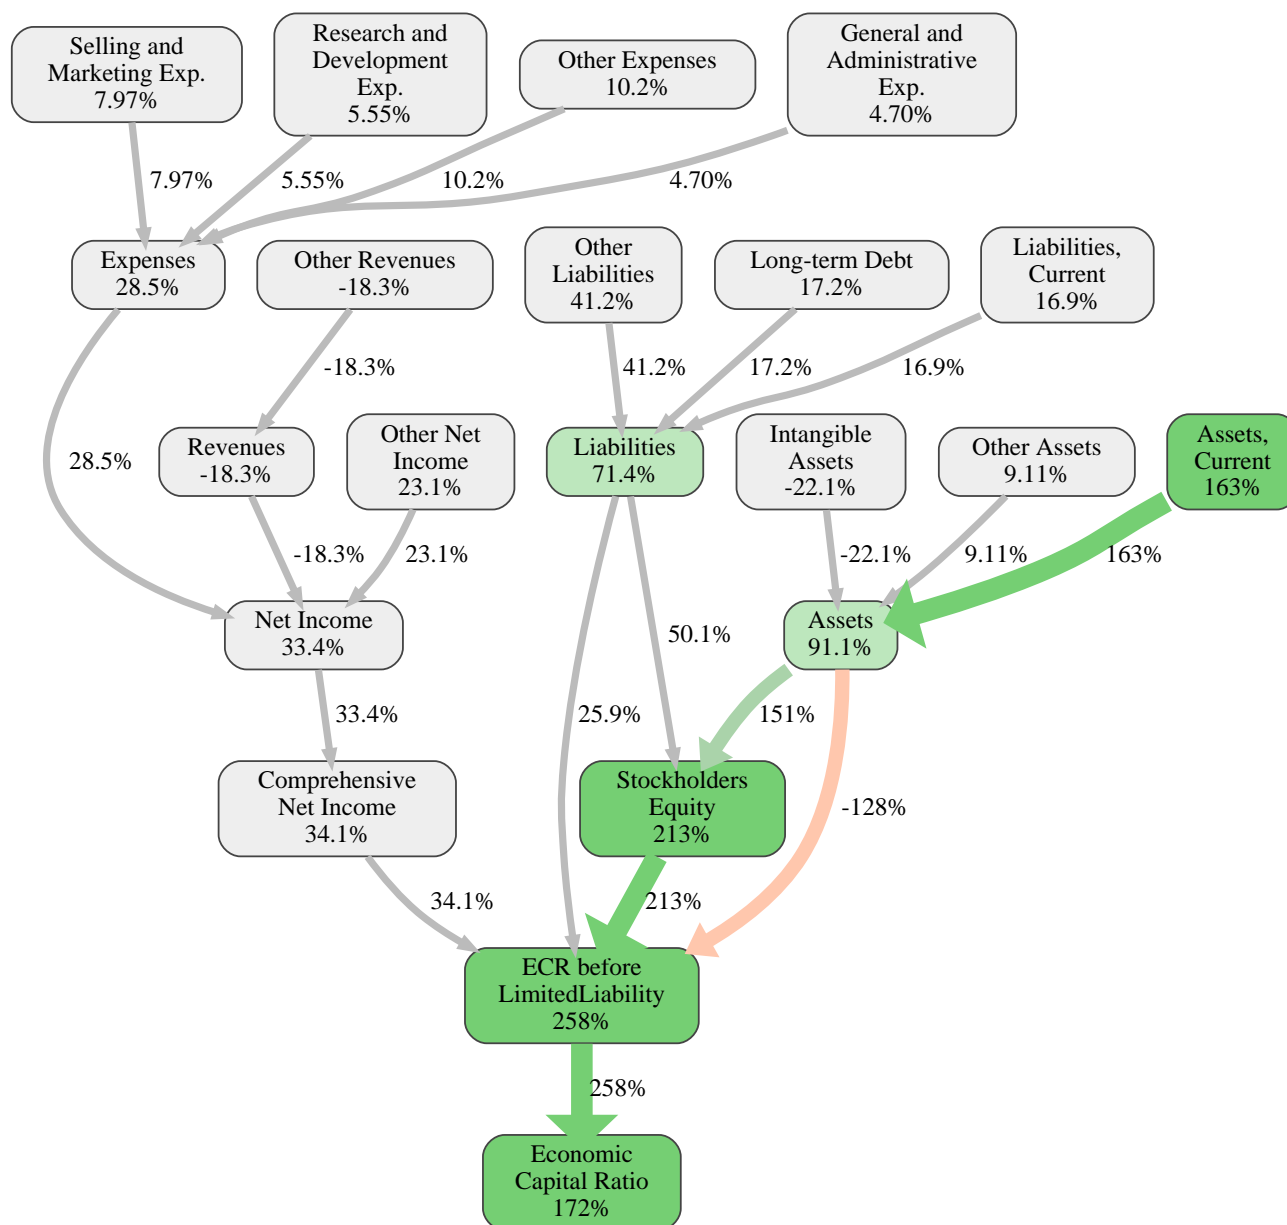 Selling and
Marketing Exp.
7.97%
Research and
Development
Exp.
5.55%
Other Expenses
10.2%
General and
Administrative
Exp.
4.70%
7.97%
5.55%
10.2%
4.70%
Expenses
28.5%
Other Revenues
-18.3%
Other
Liabilities
41.2%
Long-term Debt
17.2%
Liabilities,
Current
16.9%
-18.3%
41.2%
17.2%
16.9%
28.5%
Revenues
-18.3%
Other Net
Income
23.1%
Liabilities
71.4%
Intangible
Assets
-22.1%
Other Assets
9.11%
Assets,
Current
163%
-18.3%
23.1%
-22.1%
9.11%
163%
Net Income
33.4%
50.1%
Assets
91.1%
33.4%
25.9%
151%
Comprehensive
Net Income
34.1%
Stockholders
Equity
213%
-128%
34.1%
213%
ECR before
LimitedLiability
258%
258%
Economic
Capital Ratio
172%